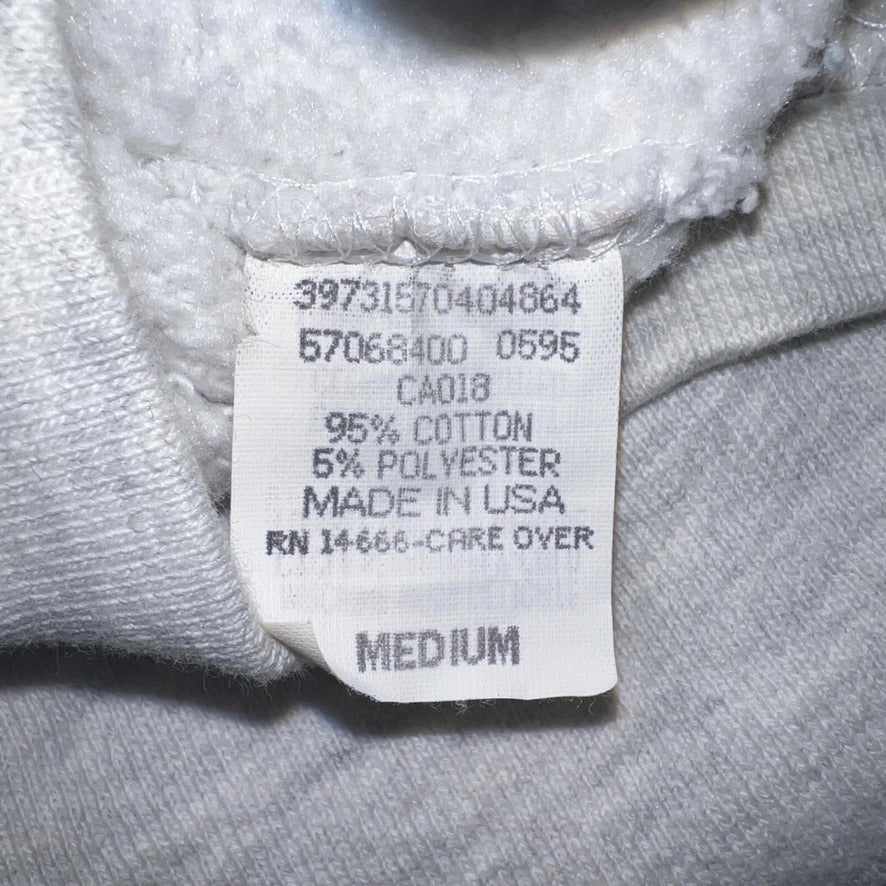 39731570404864
57068400 0595
CA018
95% COTTON
5% POLYESTER
MADE IN USA
RN 14666-CARE OVER
MEDIUM